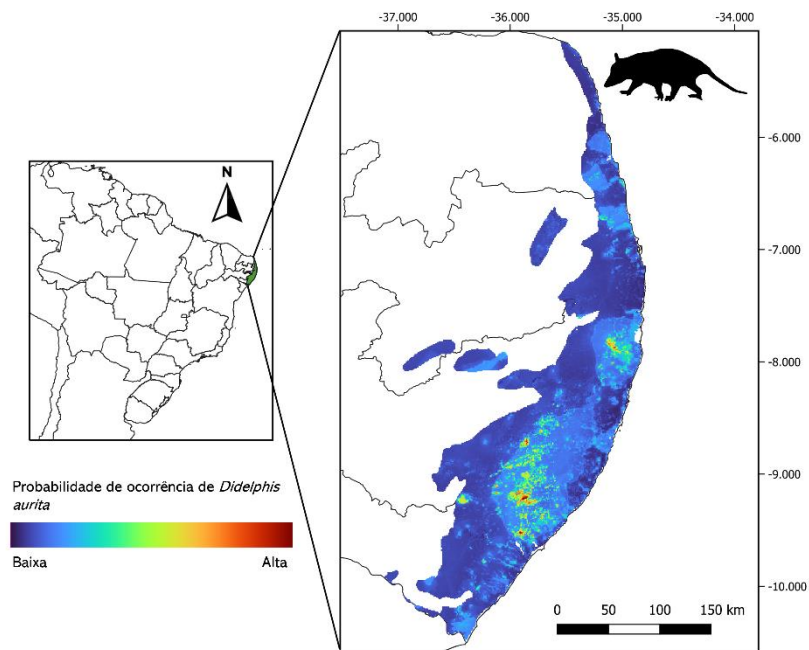 -37.000 -36.000 -35.000 -34.000
-6.000
N
-7.000
-8.000
Probabilidade de ocorrência de Didelphis
aurita
-9.000
Baixa Alta
-10.000
0 50 100 150 km